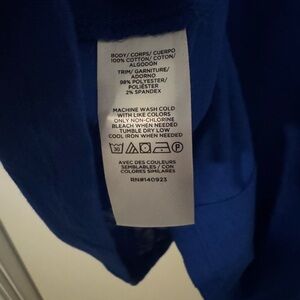 BODY/ CORPS/ CUERPO
100% COTTON/ COTON/
ALGODON
TRIM/ GARNITURE/
ADORNO
98% POLYESTER/
POLIESTER
2% SPANDEX
MACHINE WASH COLD
WITH LIKE COLORS
ONLY NON-CHLORINE
BLEACH WHEN NEEDED
TUMBLE DRY LOW
COOL IRON WHEN NEEDED
30
AVEC DES COULEURS
SEMBLABLES / CON
COLORES SIMILARES
RN#140923